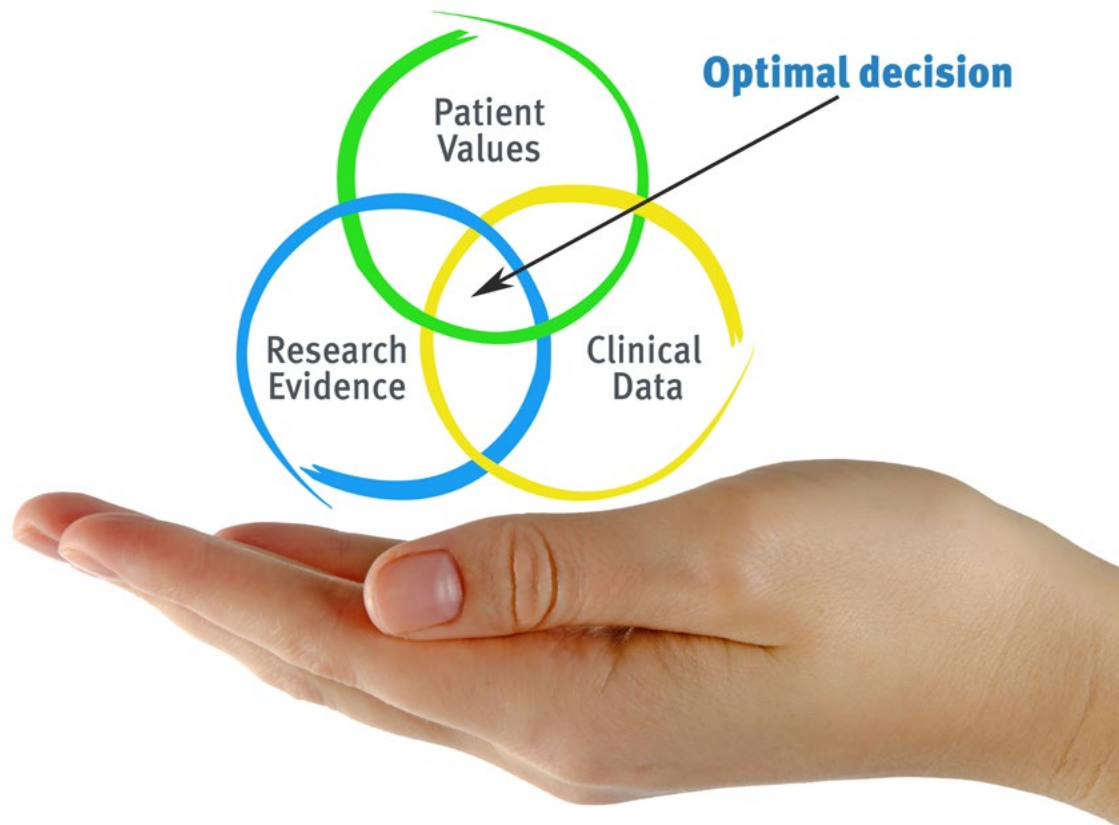 Optimal decision
Patient
Values
Research
Evidence
Clinical
Data